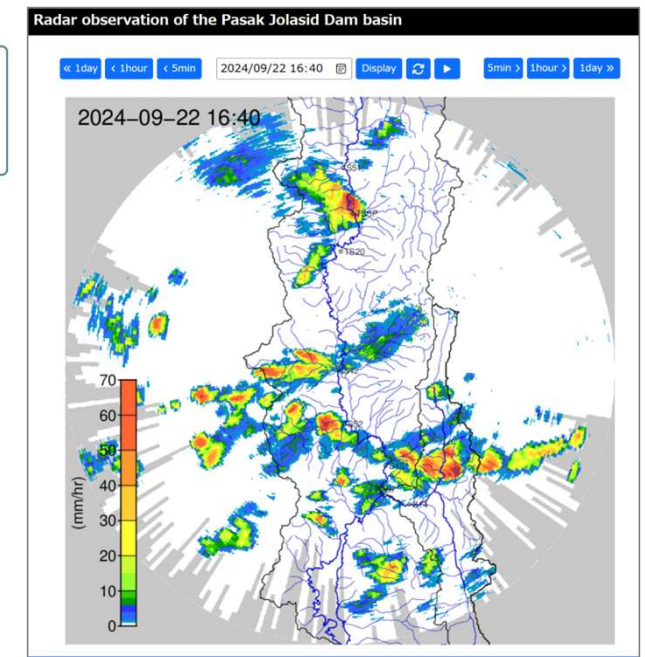 Radar observation of the Pasak Jolasid Dam basin
« 1day < 1hour < 5min 2024/09/22 16:40 Display 5min > 1hour > 1day »
2024-09-22 16:40
TS20
70
60
50
40
30
20
10
0
(mm/hr)